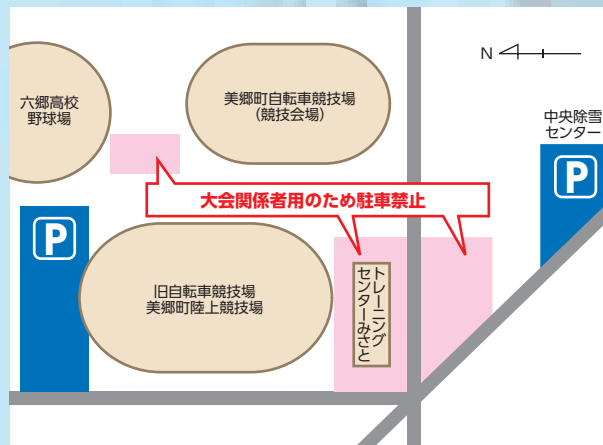 六郷高校
野球場
美郷町自転車競技場
(競技会場)
N
中央除雪
センター
P
大会関係者用のため駐車禁止
P
旧自転車競技場
美郷町陸上競技場
トレーニング
センターみさと